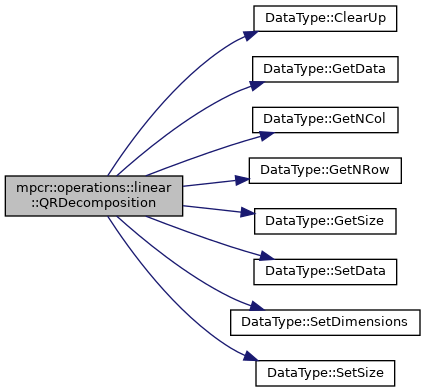 DataType::ClearUp
DataType::GetData
DataType::GetNCol
DataType::GetNRow
mpcr::operations::linear
::QRDecomposition
DataType::GetSize
DataType::SetData
DataType::SetDimensions
DataType::SetSize